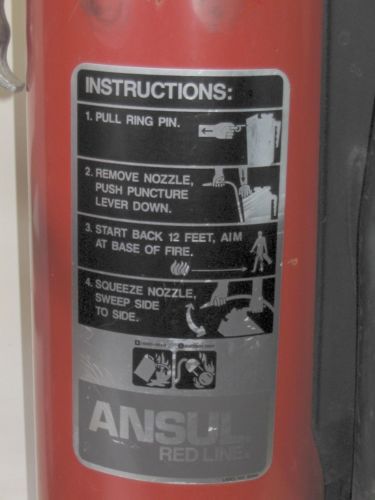 INSTRUCTIONS:
1. PULL RING PIN.
2. REMOVE NOZZLE,
PUSH PUNCTURE
LEVER DOWN.
3. START BACK 12 FEET, AIM
AT BASE OF FIRE.
4. SQUEEZE NOZZLE,
SWEEP SIDE
TO SIDE.
ANSUL.
RED LINE.